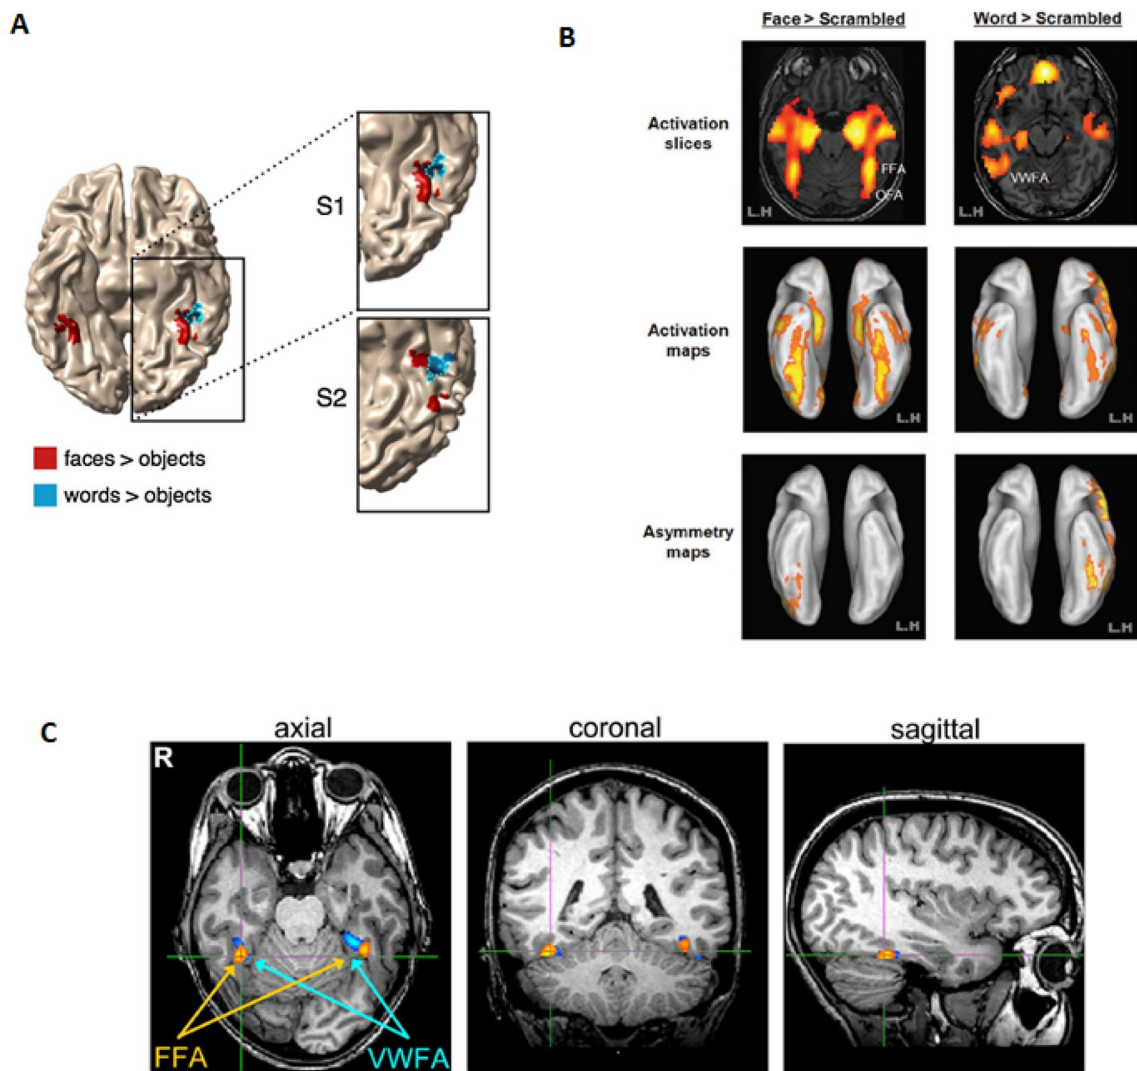 A
S1
S2
faces > objects
words > objects
B
Face > Scrambled
Word > Scrambled
Activation
slices
FFA
OFA
L.H
VWFA
L.H
Activation
maps
L.H
L.H
Asymmetry
maps
L.H
L.H
C
axial
coronal
sagittal
R
FFA
VWFA